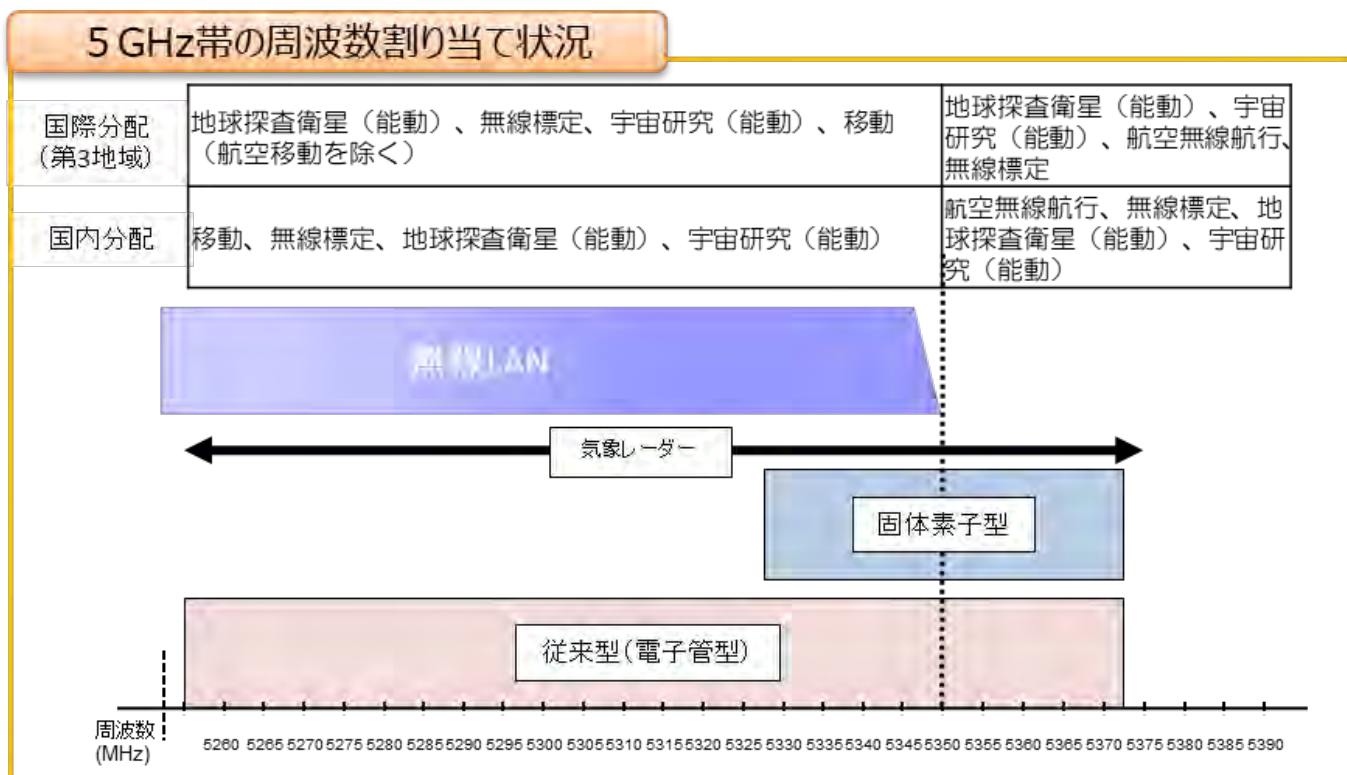 5 GHz帯の周波数割り当て状況
国際分配
(第3地域)
地球探査衛星（能動）、無線標定、宇宙研究（能動）、移動
（航空移動を除く）
地球探査衛星（能動）、宇宙
研究（能動）、航空無線航行、
無線標定
国内分配
移動、無線標定、地球探査衛星（能動）、宇宙研究（能動）
航空無線航行、無線標定、地
球探査衛星（能動）、宇宙研
究（能動）
無線LAN
気象レーダー
固体素子型
従来型(電子管型)
周波数
(MHz)
5260 5265 5270 5275 5280 5285 5290 5295 5300 5305 5310 5315 5320 5325 5330 5335 5340 5345 5350 5355 5360 5365 5370 5375 5380 5385 5390